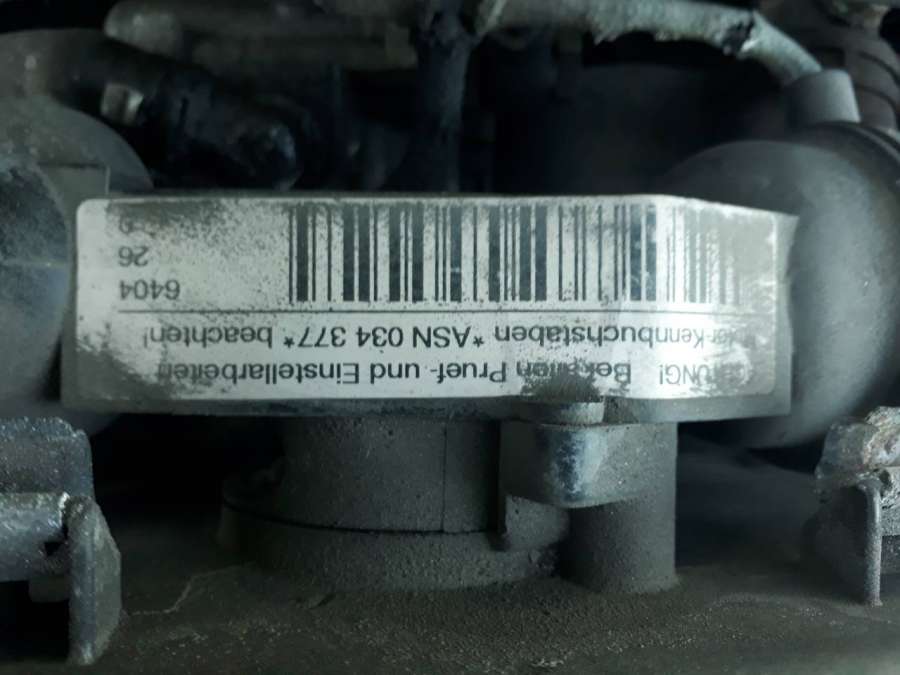 Bei allen Pruef- und Einstellarbeiten
Kennbuchstaben *ASN 034 377* beachten!
6404
26